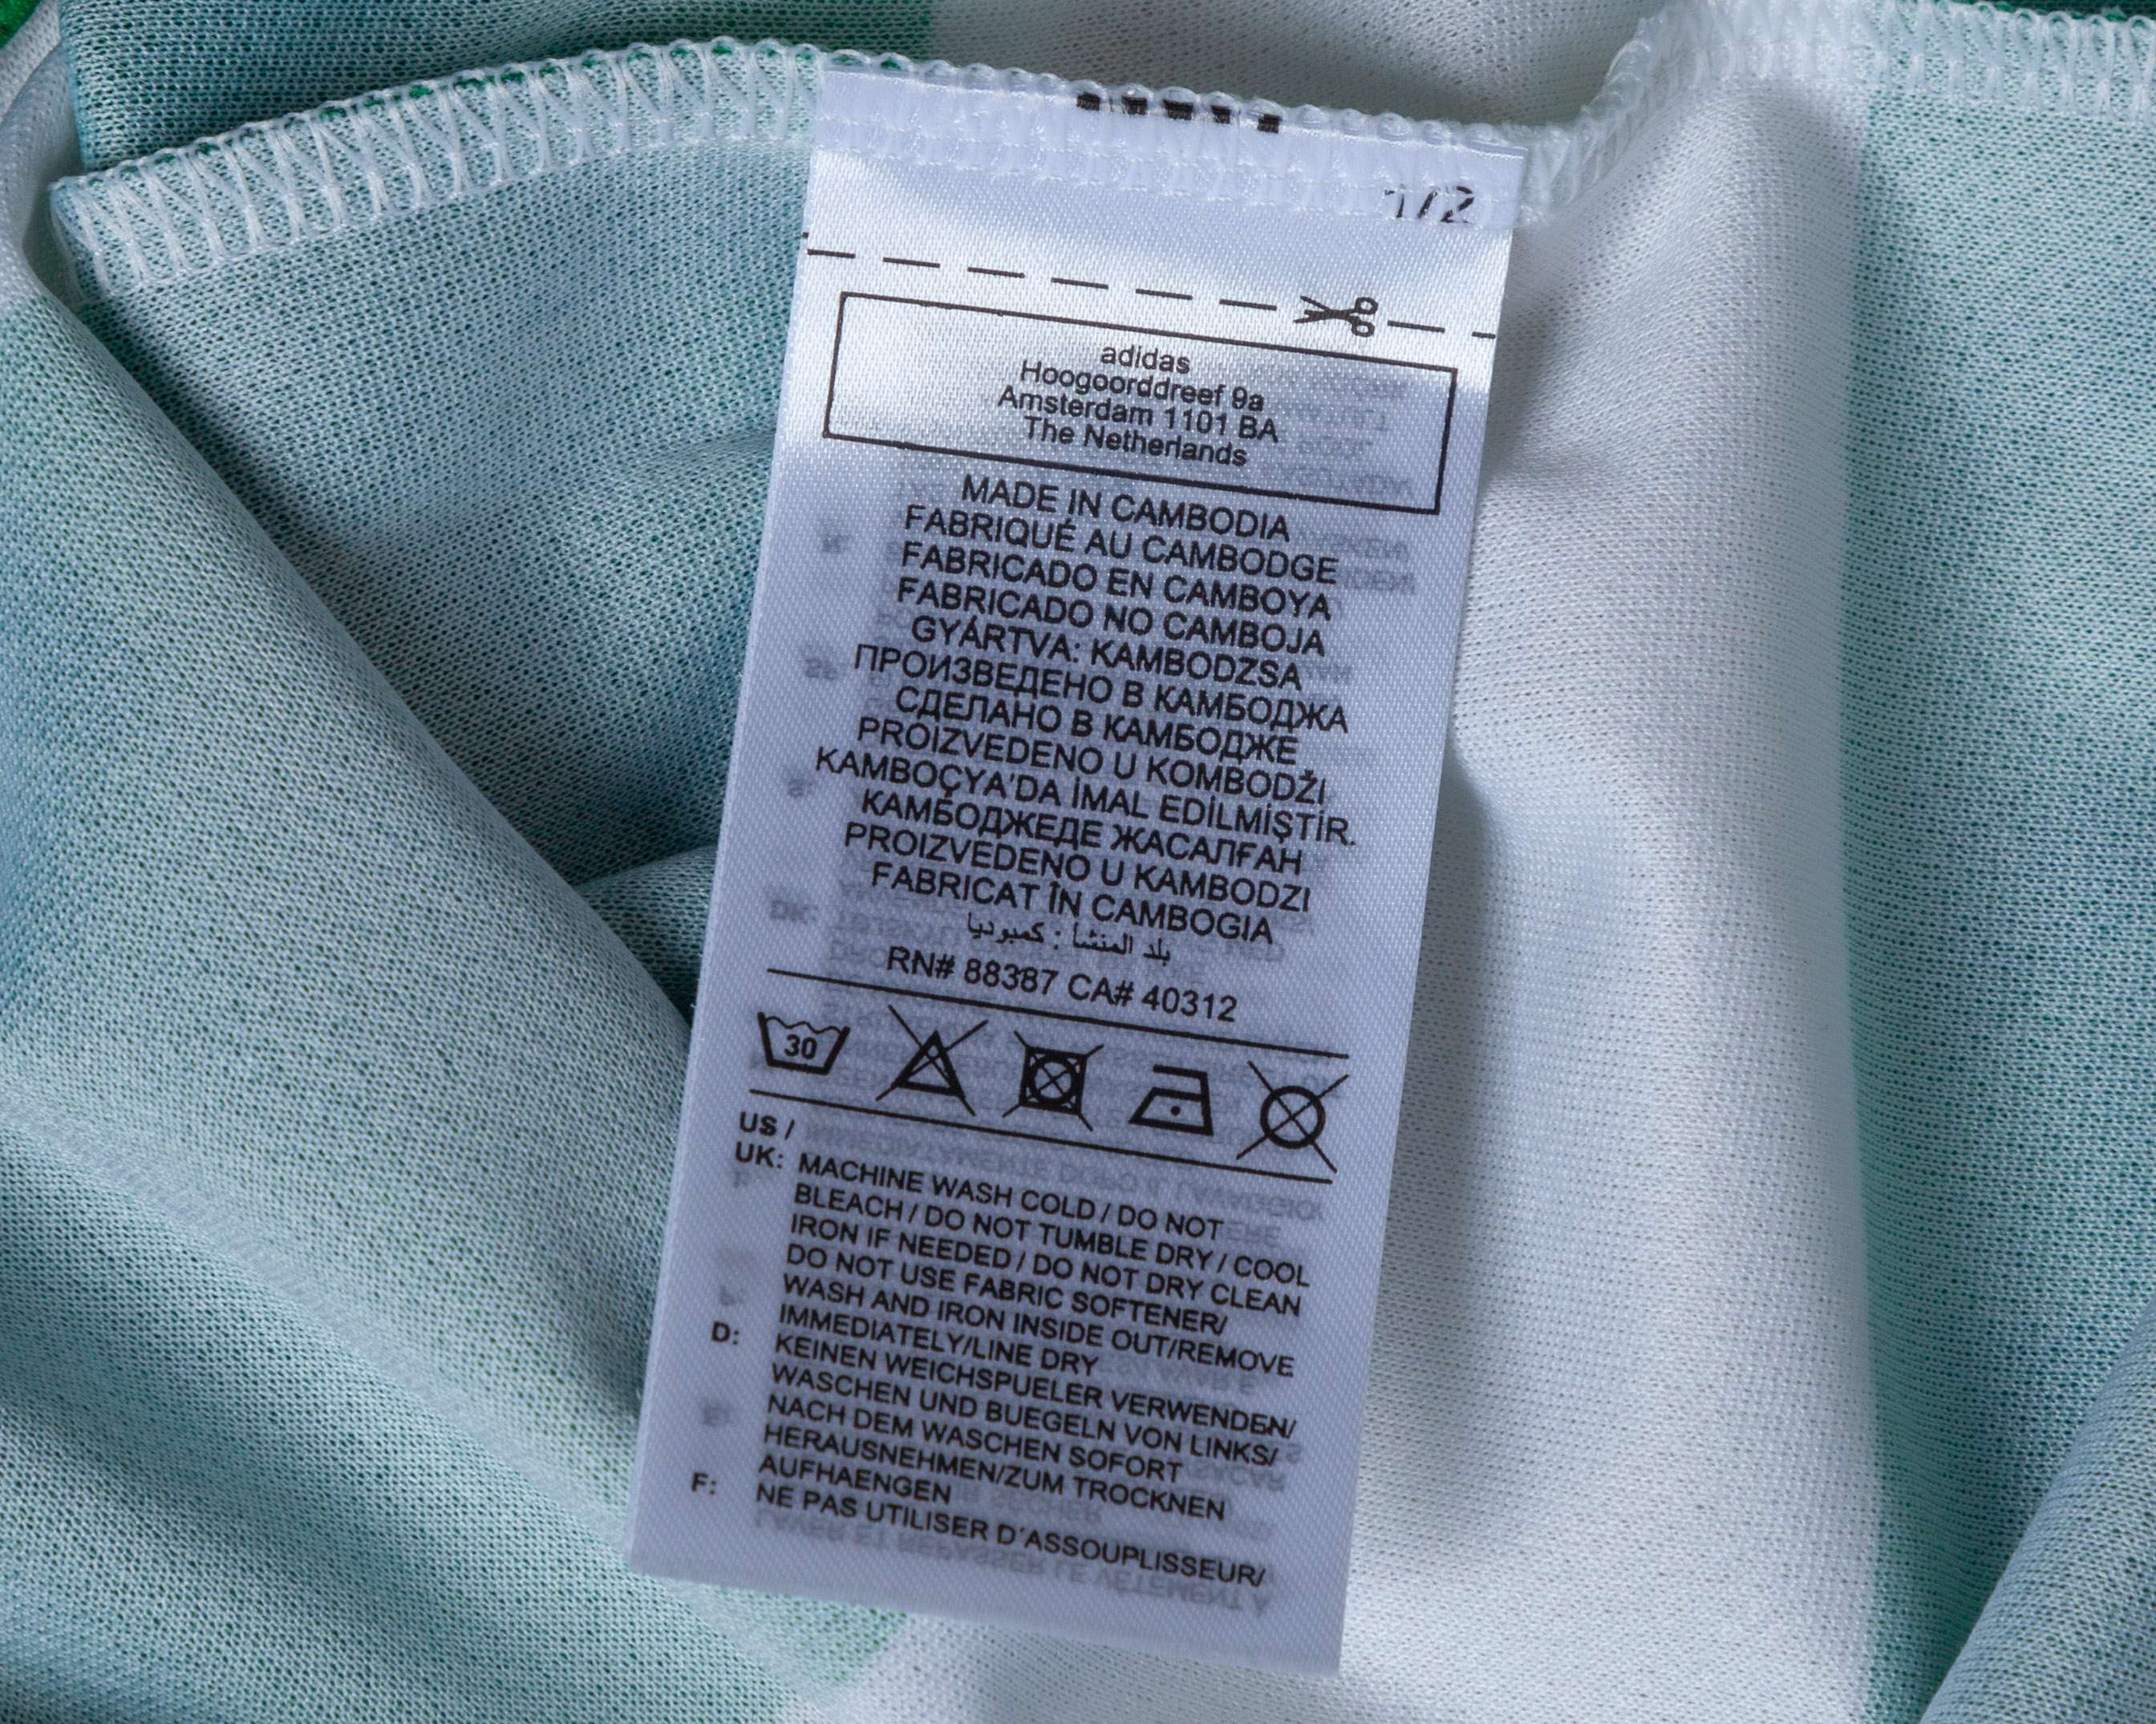 1/2
adidas
Hoogoorddreef 9a
Amsterdam 1101 BA
The Netherlands
MADE IN CAMBODIA
FABRIQUÉ AU CAMBODGE
FABRICADO EN CAMBOYA
FABRICADO NO CAMBOJA
GYÁRTVA: KAMBODZSA
ПРОИЗВЕДЕНО В КАМБОДЖА
СДЕЛАНО В КАМБОДЖЕ
PROIZVEDENO U KOMBODŽI
KAMBOÇYA'DA İMAL EDİLMİŞTİR.
КАМБОДЖЕДЕ ЖАСАЛҒАН
PROIZVEDENO U KAMBODZI
FABRICAT ÎN CAMBOGIA
بلد المنشأ : كمبوديا
RN# 88387 CA# 40312
30
US /
UK: MACHINE WASH COLD / DO NOT
BLEACH / DO NOT TUMBLE DRY / COOL
IRON IF NEEDED / DO NOT DRY CLEAN
DO NOT USE FABRIC SOFTENER/
WASH AND IRON INSIDE OUT/REMOVE
IMMEDIATELY/LINE DRY
D: KEINEN WEICHSPUELER VERWENDEN/
WASCHEN UND BUEGELN VON LINKS/
NACH DEM WASCHEN SOFORT
HERAUSNEHMEN/ZUM TROCKNEN
AUFHAENGEN
F: NE PAS UTILISER D'ASSOUPLISSEUR/